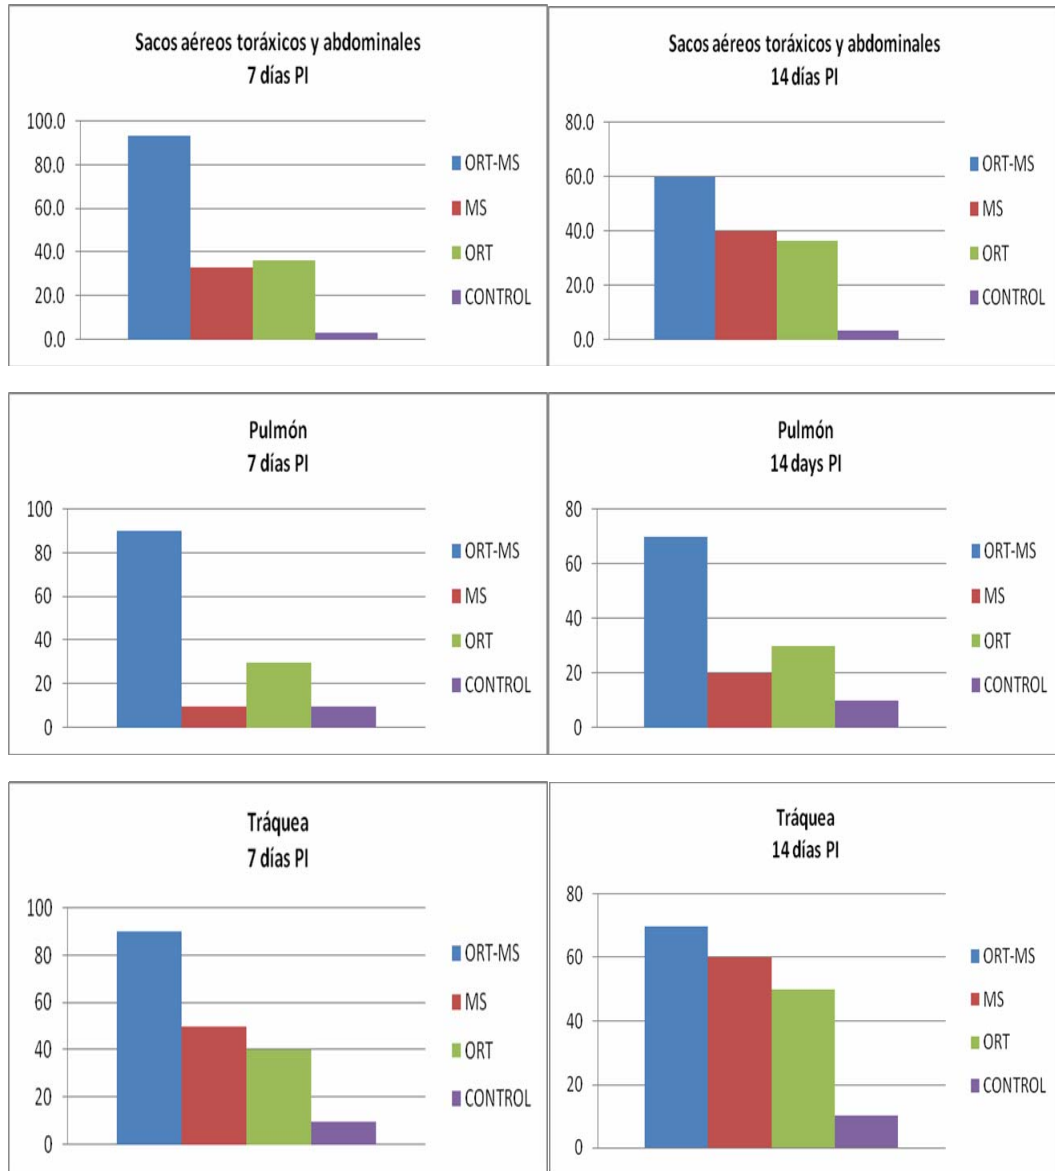 Sacos aéreos toráxicos y abdominales
7 días PI
100.0
80.0
60.0
40.0
20.0
0.0
ORT-MS
MS
ORT
CONTROL
Sacos aéreos toráxicos y abdominales
14 días PI
80.0
60.0
40.0
20.0
0.0
ORT-MS
MS
ORT
CONTROL
Pulmón
7 días PI
100
80
60
40
20
0
ORT-MS
MS
ORT
CONTROL
Pulmón
14 days PI
80
60
40
20
0
ORT-MS
MS
ORT
CONTROL
Tráquea
7 días PI
100
80
60
40
20
0
ORT-MS
MS
ORT
CONTROL
Tráquea
14 días PI
80
60
40
20
0
ORT-MS
MS
ORT
CONTROL